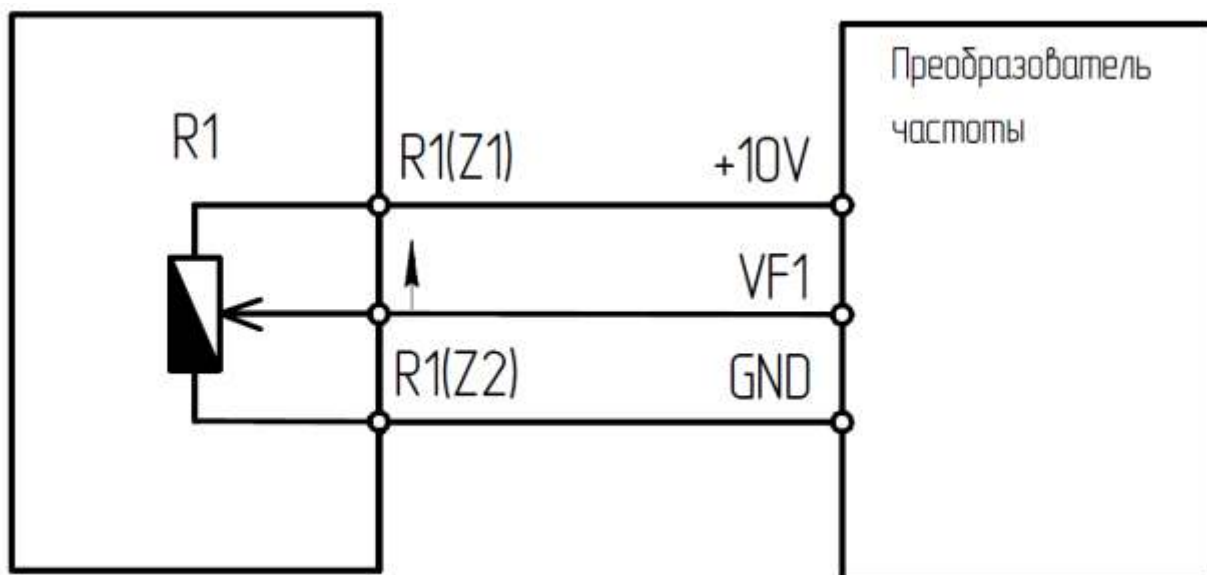 R1
R1(Z1)
+10V
Преобразователь
частоты
VF1
R1(Z2)
GND